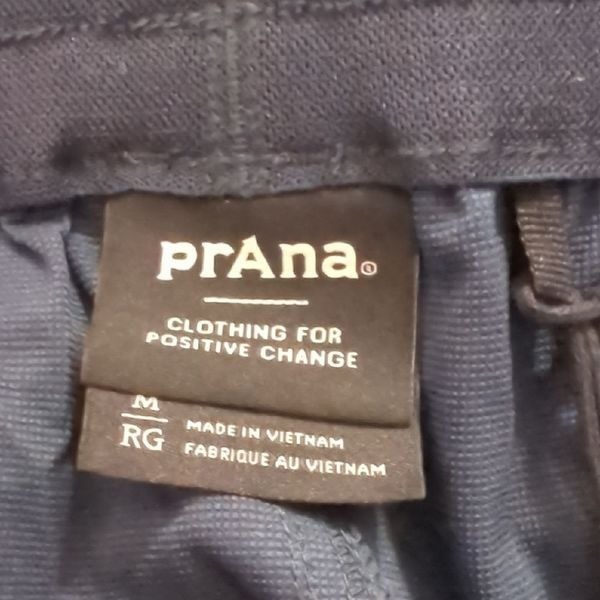 prAna®
CLOTHING FOR
POSITIVE CHANGE
M
RG
MADE IN VIETNAM
FABRIQUE AU VIETNAM